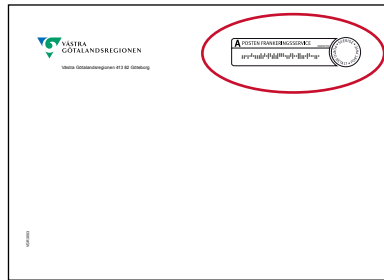 VÄSTRA
GÖTALANDSREGIONEN
Västra Götalandsregionen 413 82 Göteborg
A POSTEN FRANKERINGSSERVICE